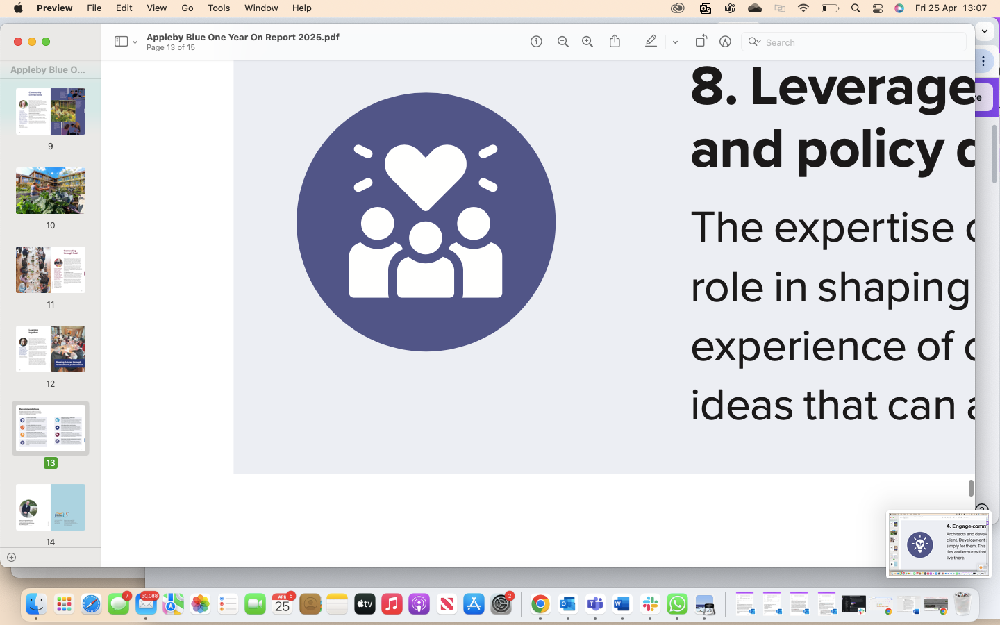 Preview File Edit View Go Tools Window Help Fri 25 Apr 13:07
Appleby Blue One Year On Report 2025.pdf
Page 13 of 15
Search
Appleby Blue O...
9
10
11
12
13
14
Community connections
Connecting through food
Learning together
Shaping futures through research and partnerships
Recommendations
8. Leverage
and policy
The expertise
role in shaping
experience of
ideas that can
4. Engage comm
Architects and devel
client. Development
simply for them. This
ties and ensures that
live there.
7
30,088
APR 5
25
tv
2